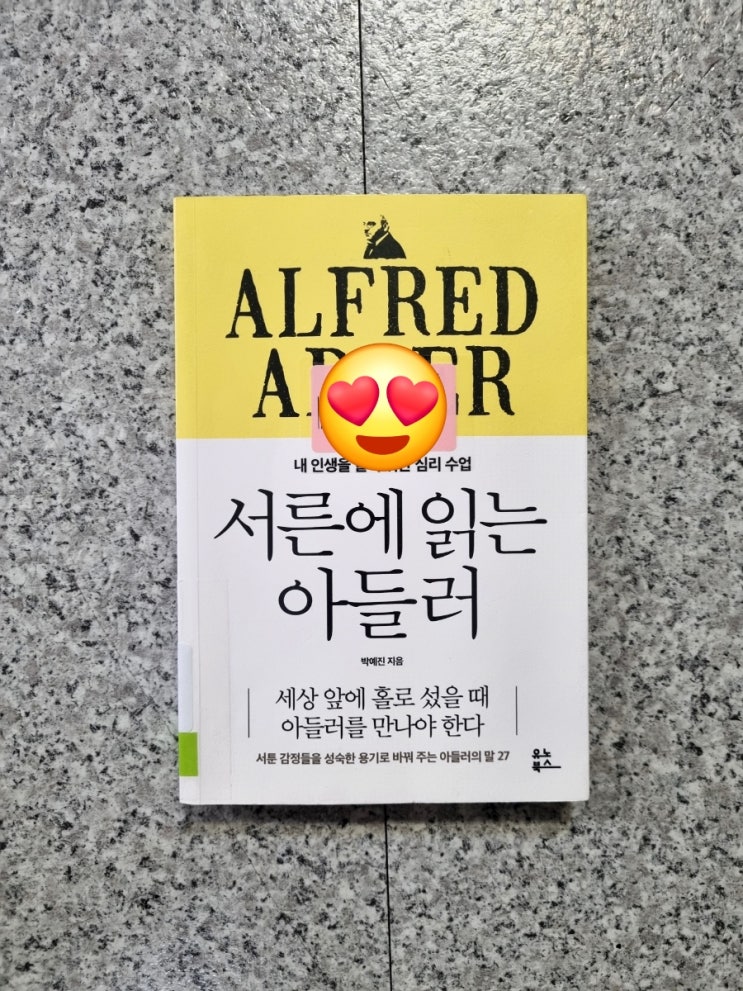 ALFRED
내 인생을 심리 수업
서른에 읽는
아들러
박예진 지음
세상 앞에 홀로 섰을 때
아들러를 만나야 한다
서툰 감정들을 성숙한 용기로 바꿔 주는 아들러의 말 27
유노
북스